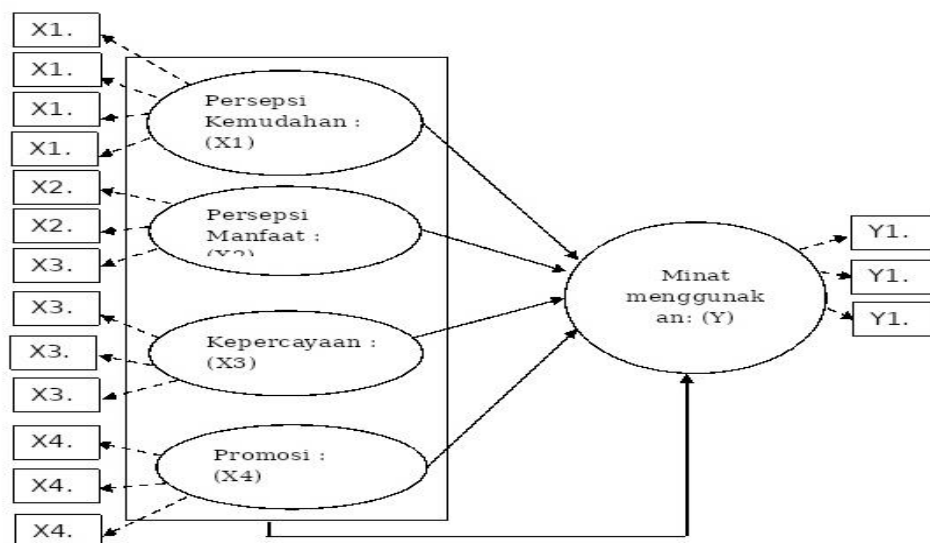 X1.
X1.
X1.
X1.
X2.
X2.
X3.
X3.
X3.
X3.
X4.
X4.
X4.
Persepsi
Kemudahan :
(X1)
Persepsi
Manfaat :
(X2)
Kepercayaan :
(X3)
Promosi :
(X4)
Minat
menggunak
an: (Y)
Y1.
Y1.
Y1.